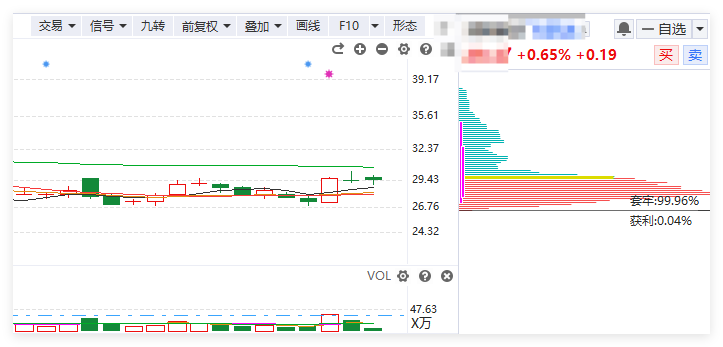 交易 信号 九转 前复权 叠加 画线 F10 形态 自选
+0.65% +0.19 买 卖
39.17
35.61
32.37
29.43
套牢:99.96%
26.76
获利:0.04%
24.32
VOL
47.63
X万